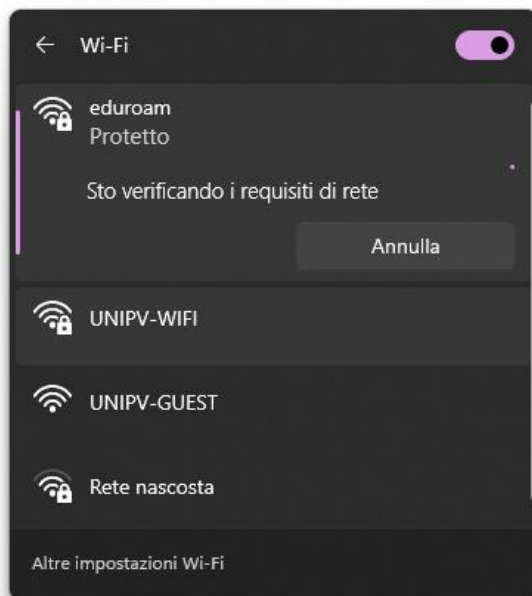 Wi-Fi
eduroam
Protetto
Sto verificando i requisiti di rete
Annulla
UNIPV-WIFI
UNIPV-GUEST
Rete nascosta
Altre impostazioni Wi-Fi